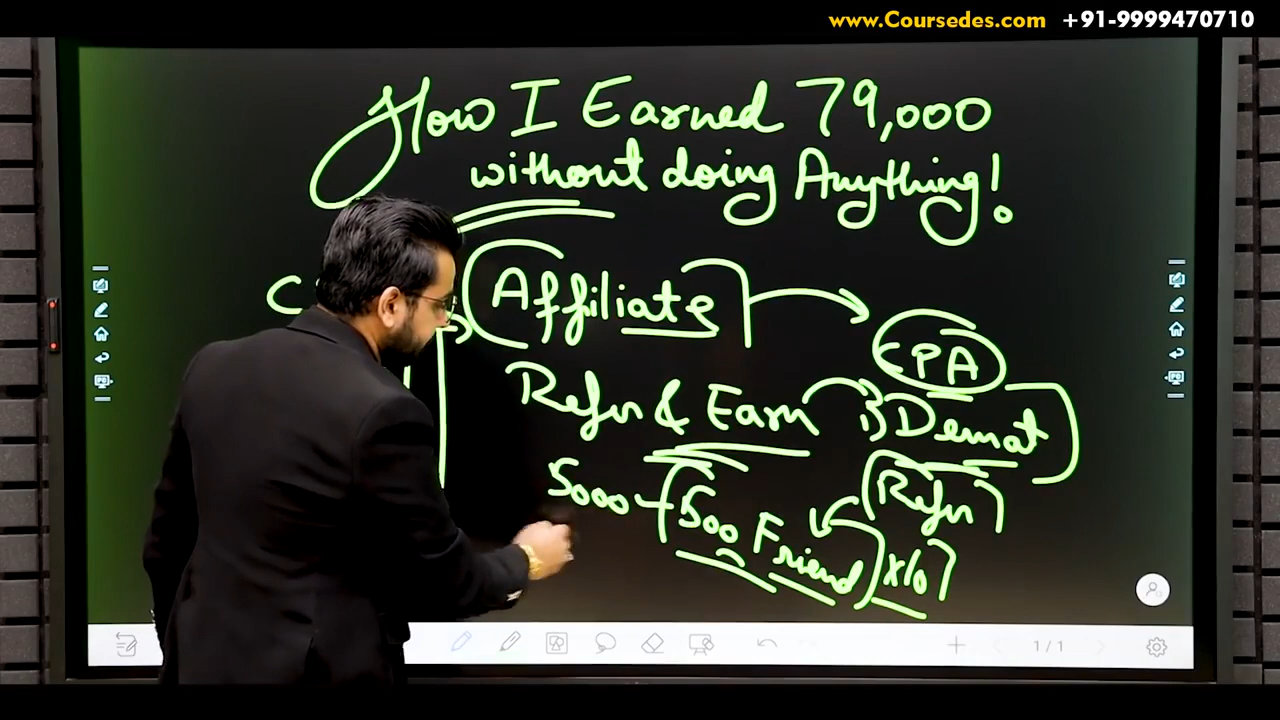 www.Coursedes.com +91-9999470710
How I Earned 79,000
without doing Anything!
Affiliate
CPA
Refer & Earn
Demat
5000
500 Friend
Refer
x10
1/1